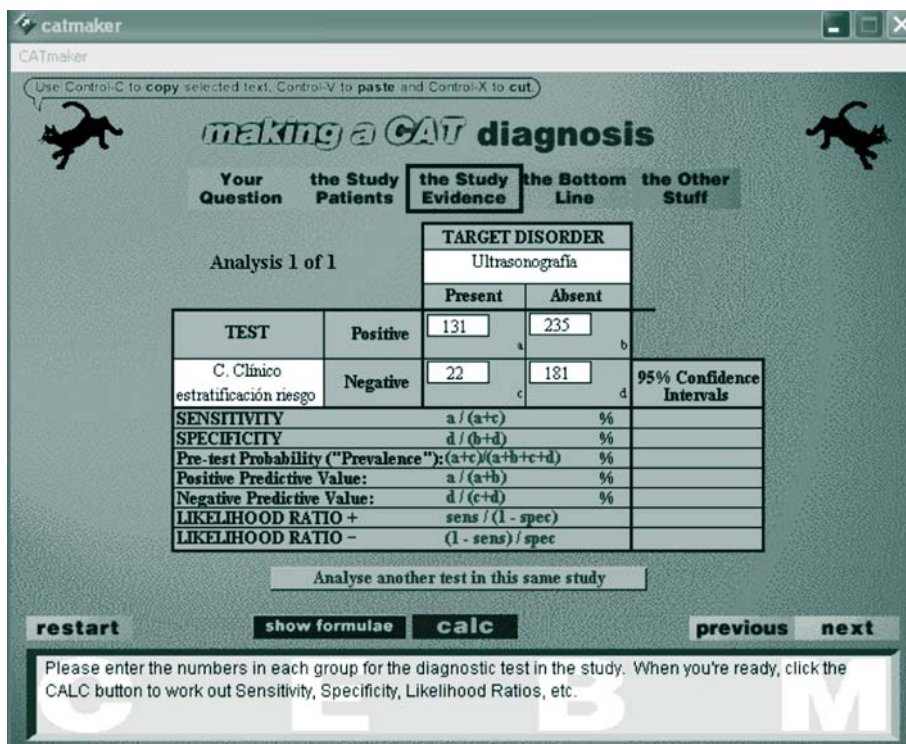 catmaker
CATmaker
Use Control-C to copy selected text, Control-V to paste and Control-X to cut.
making a CAT diagnosis
Your Question the Study Patients the Study Evidence the Bottom Line the Other Stuff
Analysis 1 of 1
TARGET DISORDER
Ultrasonografía
Present Absent
TEST Positive 131 a 235 b
C. Clínico estratificación riesgo Negative 22 c 181 d 95% Confidence Intervals
SENSITIVITY a / (a+c) %
SPECIFICITY d / (b+d) %
Pre-test Probability ("Prevalence"): (a+c)/(a+b+c+d) %
Positive Predictive Value: a / (a+b) %
Negative Predictive Value: d / (c+d) %
LIKELIHOOD RATIO + sens / (1 - spec)
LIKELIHOOD RATIO − (1 - sens) / spec
Analyse another test in this same study
restart show formulae calc previous next
Please enter the numbers in each group for the diagnostic test in the study. When you're ready, click the
CALC button to work out Sensitivity, Specificity, Likelihood Ratios, etc.
C E B M